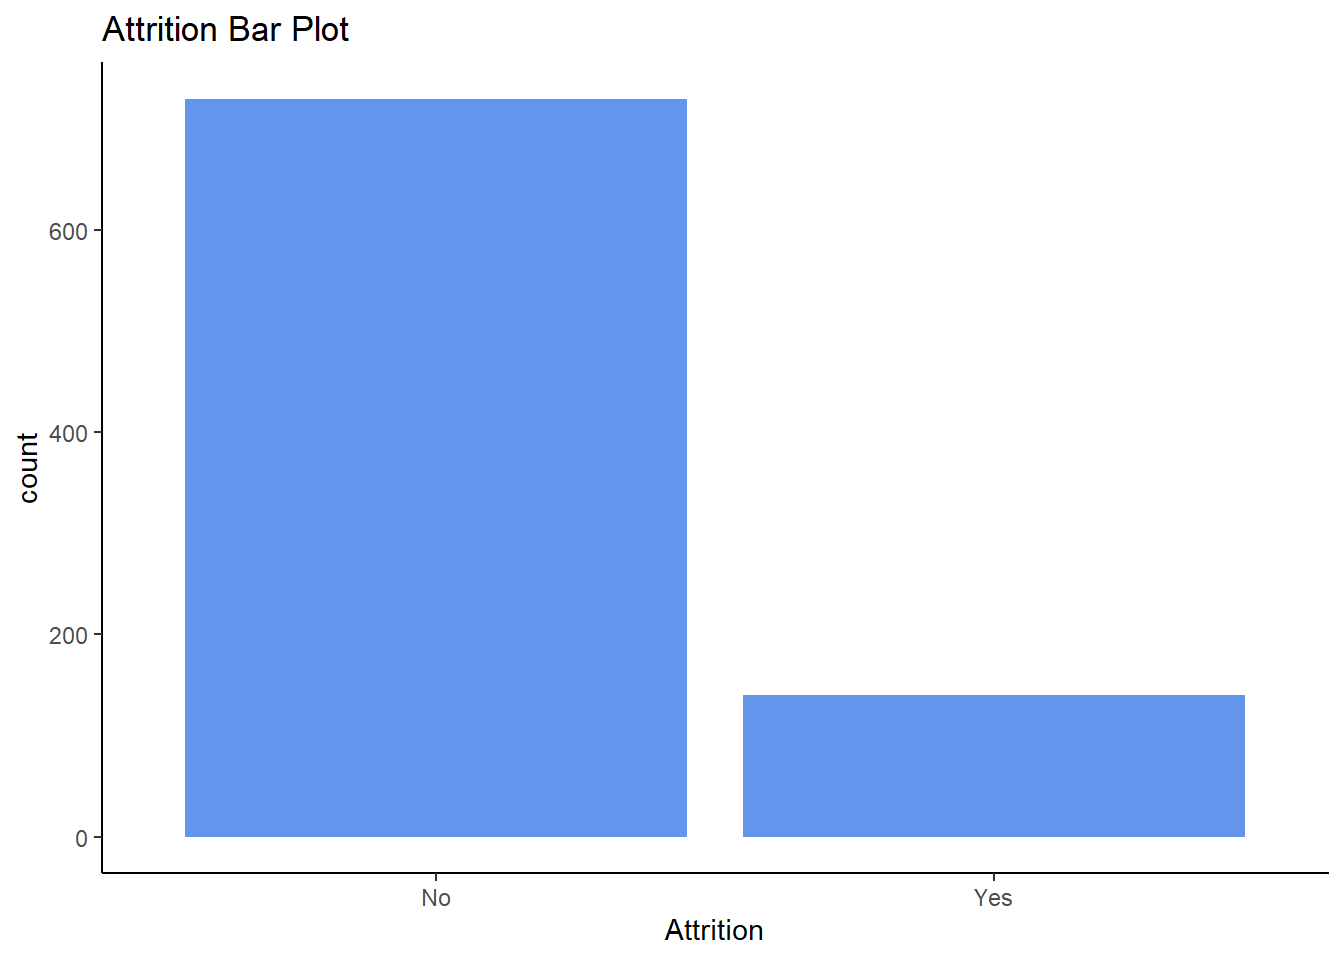 Attrition Bar Plot
600
400
200
0
count
No
Yes
Attrition